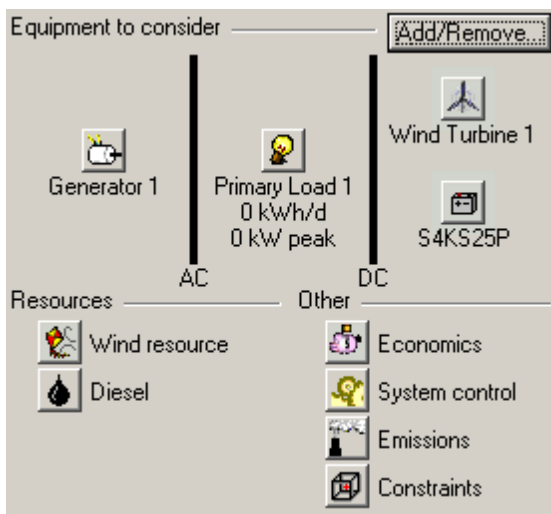 Equipment to consider
Add/Remove...
Generator 1
Primary Load 1
0 kWh/d
0 kW peak
Wind Turbine 1
S4KS25P
AC
DC
Resources
Other
Wind resource
Economics
Diesel
System control
Emissions
Constraints